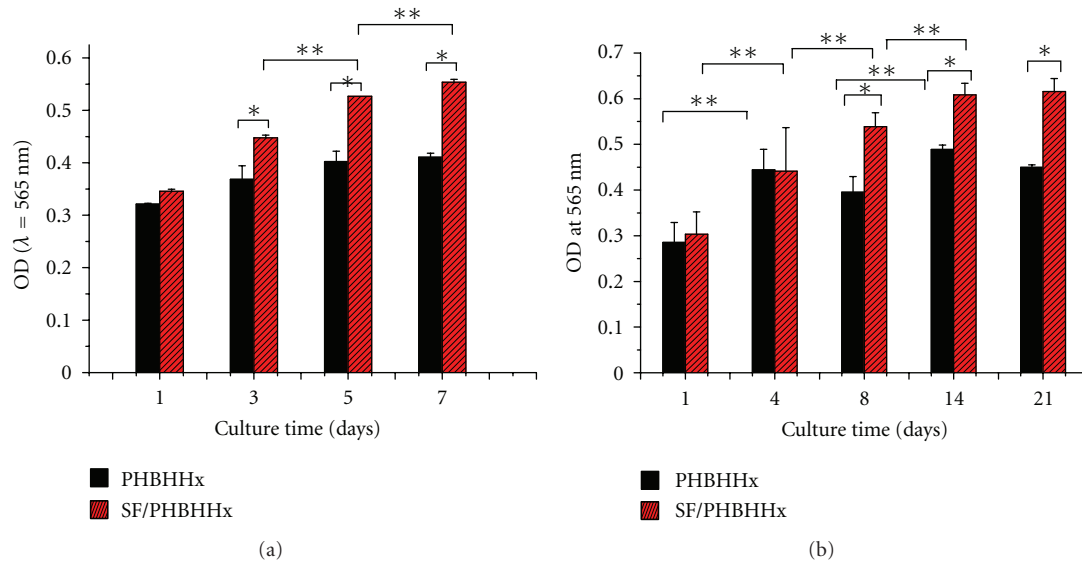 0.6
0.5
0.4
0.3
0.2
0.1
0
OD (λ = 565 nm)
**
**
*
*
*
1 3 5 7
Culture time (days)
PHBHHx
SF/PHBHHx
(a)
0.7
0.6
0.5
0.4
0.3
0.2
0.1
0
OD at 565 nm
**
**
**
**
**
*
*
*
1 4 8 14 21
Culture time (days)
PHBHHx
SF/PHBHHx
(b)